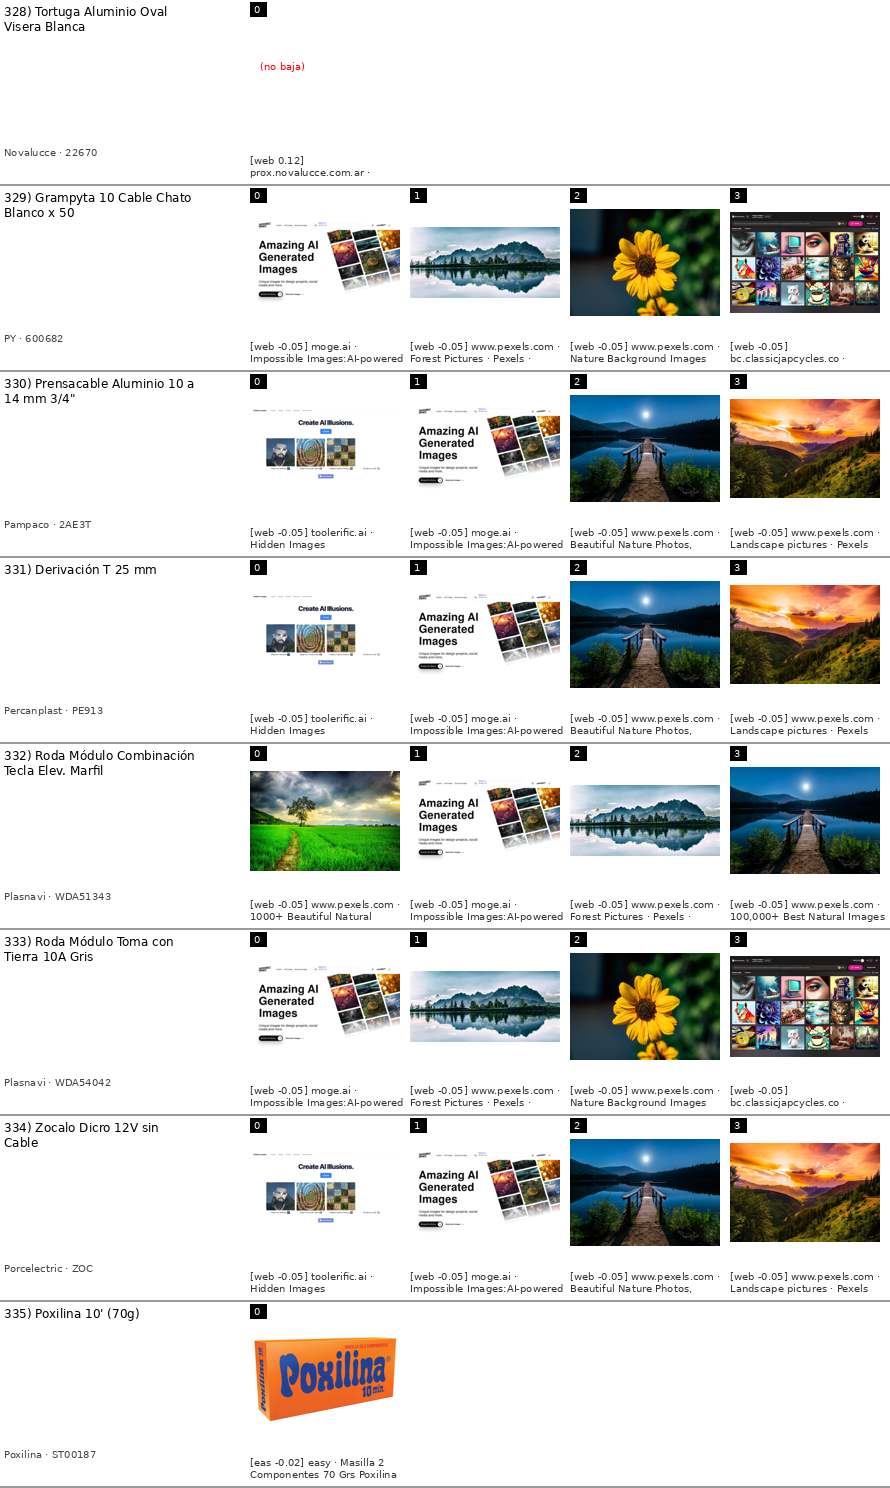 328) Tortuga Aluminio Oval
Visera Blanca
0
(no baja)
Novalucce · 22670
[web 0.12]
prox.novalucce.com.ar ·
329) Grampyta 10 Cable Chato
Blanco x 50
0
1
2
3
Amazing AI
Generated
Images
PY · 600682
[web -0.05] moge.ai ·
Impossible Images:AI-powered
[web -0.05] www.pexels.com ·
Forest Pictures · Pexels ·
[web -0.05] www.pexels.com ·
Nature Background Images
[web -0.05]
bc.classicjapcycles.co ·
330) Prensacable Aluminio 10 a
14 mm 3/4"
0
1
2
3
Create AI Illusions.
Amazing AI
Generated
Images
Pampaco · 2AE3T
[web -0.05] toolerific.ai ·
Hidden Images
[web -0.05] moge.ai ·
Impossible Images:AI-powered
[web -0.05] www.pexels.com ·
Beautiful Nature Photos,
[web -0.05] www.pexels.com ·
Landscape pictures · Pexels
331) Derivación T 25 mm
0
1
2
3
Create AI Illusions.
Amazing AI
Generated
Images
Percanplast · PE913
[web -0.05] toolerific.ai ·
Hidden Images
[web -0.05] moge.ai ·
Impossible Images:AI-powered
[web -0.05] www.pexels.com ·
Beautiful Nature Photos,
[web -0.05] www.pexels.com ·
Landscape pictures · Pexels
332) Roda Módulo Combinación
Tecla Elev. Marfil
0
1
2
3
Amazing AI
Generated
Images
Plasnavi · WDA51343
[web -0.05] www.pexels.com ·
1000+ Beautiful Natural
[web -0.05] moge.ai ·
Impossible Images:AI-powered
[web -0.05] www.pexels.com ·
Forest Pictures · Pexels ·
[web -0.05] www.pexels.com ·
100,000+ Best Natural Images
333) Roda Módulo Toma con
Tierra 10A Gris
0
1
2
3
Amazing AI
Generated
Images
Plasnavi · WDA54042
[web -0.05] moge.ai ·
Impossible Images:AI-powered
[web -0.05] www.pexels.com ·
Forest Pictures · Pexels ·
[web -0.05] www.pexels.com ·
Nature Background Images
[web -0.05]
bc.classicjapcycles.co ·
334) Zocalo Dicro 12V sin
Cable
0
1
2
3
Create AI Illusions.
Amazing AI
Generated
Images
Porcelectric · ZOC
[web -0.05] toolerific.ai ·
Hidden Images
[web -0.05] moge.ai ·
Impossible Images:AI-powered
[web -0.05] www.pexels.com ·
Beautiful Nature Photos,
[web -0.05] www.pexels.com ·
Landscape pictures · Pexels
335) Poxilina 10' (70g)
0
Poxilina
Poxilina
10 min.
Poxilina · ST00187
[eas -0.02] easy · Masilla 2
Componentes 70 Grs Poxilina